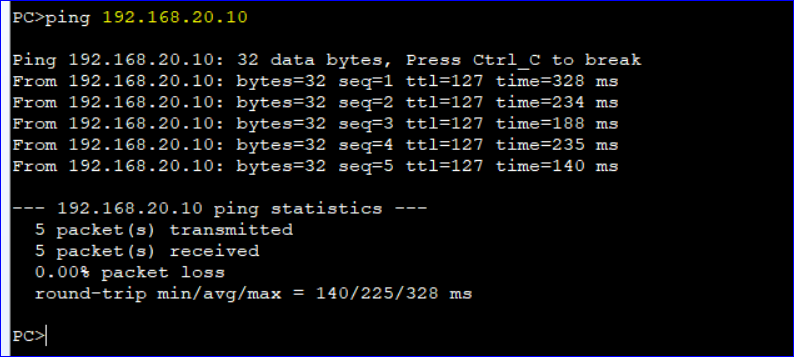 PC>ping 192.168.20.10
Ping 192.168.20.10: 32 data bytes, Press Ctrl_C to break
From 192.168.20.10: bytes=32 seq=1 ttl=127 time=328 ms
From 192.168.20.10: bytes=32 seq=2 ttl=127 time=234 ms
From 192.168.20.10: bytes=32 seq=3 ttl=127 time=188 ms
From 192.168.20.10: bytes=32 seq=4 ttl=127 time=235 ms
From 192.168.20.10: bytes=32 seq=5 ttl=127 time=140 ms
--- 192.168.20.10 ping statistics ---
5 packet(s) transmitted
5 packet(s) received
0.00% packet loss
round-trip min/avg/max = 140/225/328 ms
PC>